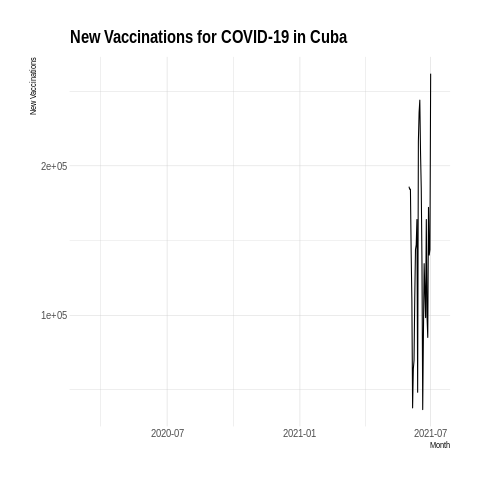 New Vaccinations for COVID-19 in Cuba
New Vaccinations
2e+05
1e+05
2020-07
2021-01
2021-07
Month